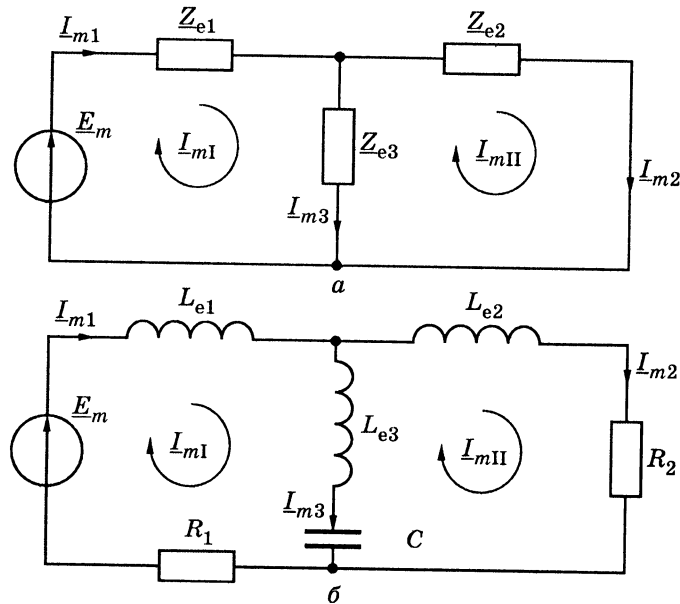 I_m1 Z_e1 Z_e2
E_m I_mI Z_e3 I_mII
I_m3 I_m2
а
I_m1 L_e1 L_e2
I_m2
E_m I_mI L_e3 I_mII R_2
I_m3
R_1 C
б